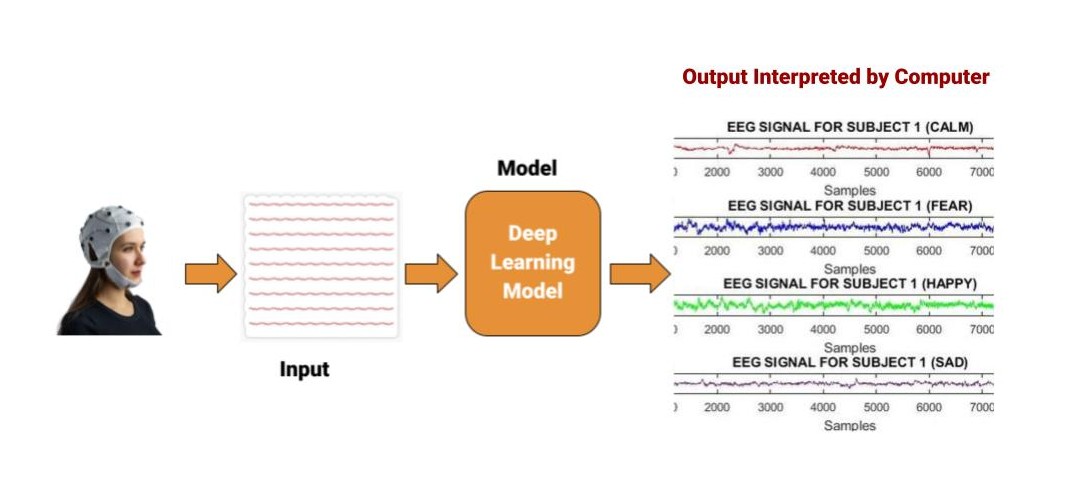 Output Interpreted by Computer
EEG SIGNAL FOR SUBJECT 1 (CALM)
2000 3000 4000 5000 6000 7000
Samples
EEG SIGNAL FOR SUBJECT 1 (FEAR)
2000 3000 4000 5000 6000 7000
Samples
EEG SIGNAL FOR SUBJECT 1 (HAPPY)
2000 3000 4000 5000 6000 7000
Samples
EEG SIGNAL FOR SUBJECT 1 (SAD)
2000 3000 4000 5000 6000 7000
Samples
Model
Deep
Learning
Model
Input